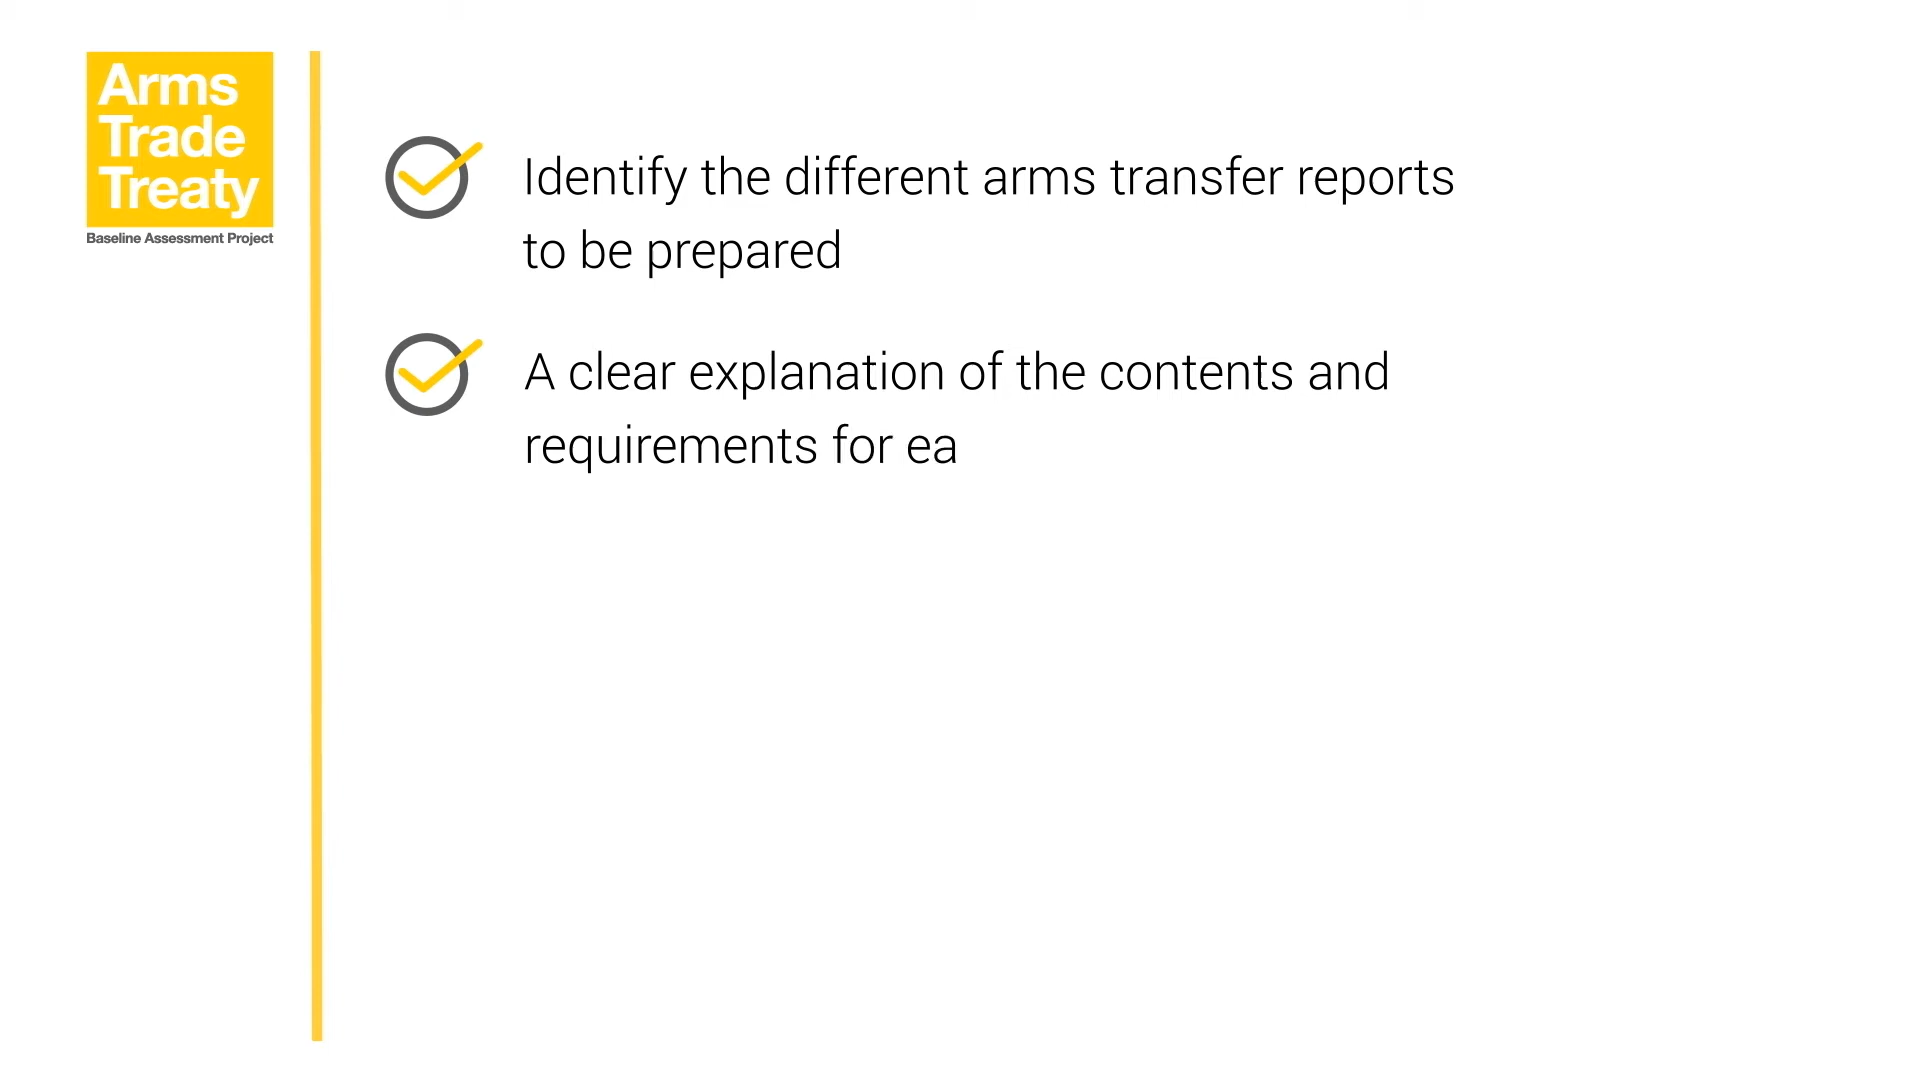 Arms
Trade
Treaty
Baseline Assessment Project
Identify the different arms transfer reports
to be prepared
A clear explanation of the contents and
requirements for ea